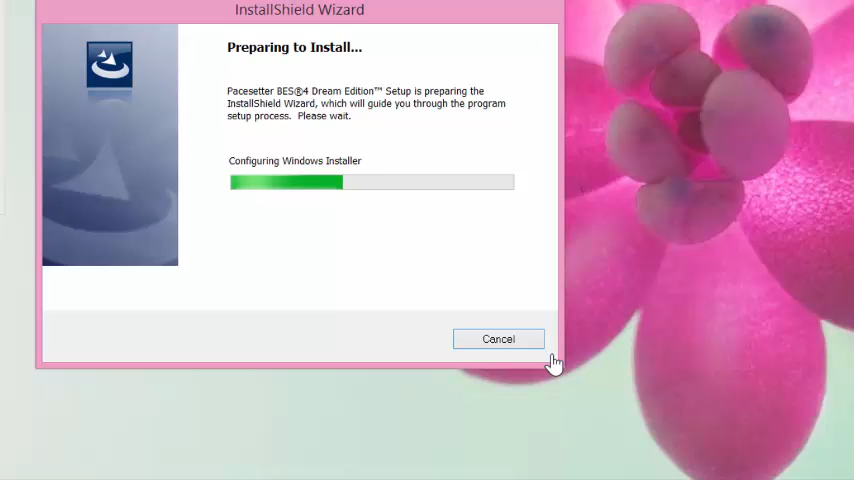 InstallShield Wizard
Preparing to Install...
Pacesetter BES®4 Dream Edition™ Setup is preparing the
InstallShield Wizard, which will guide you through the program
setup process. Please wait.
Configuring Windows Installer
Cancel